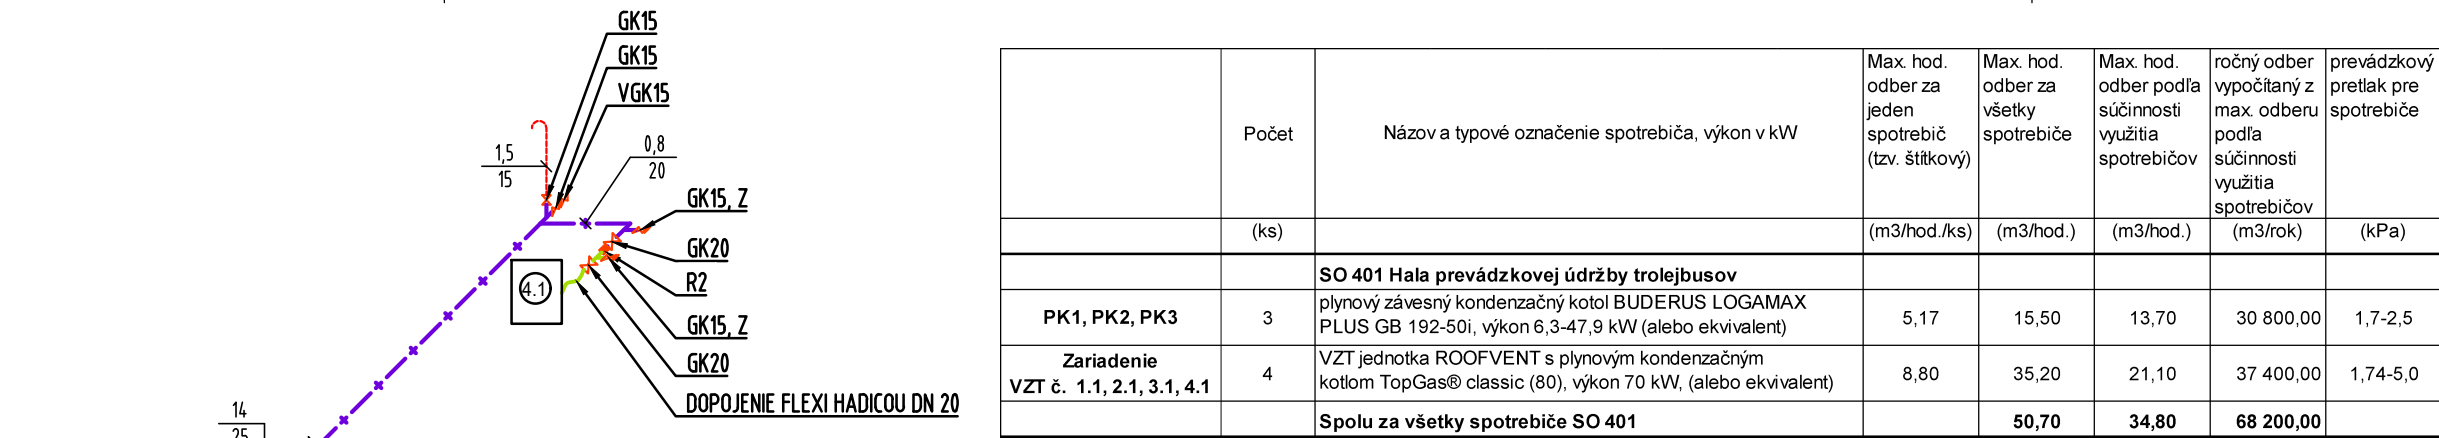 GK15
GK15
VGK15
1,5
15
0,8
20
GK15, Z
GK20
R2
4.1
GK15, Z
GK20
DOPOJENIE FLEXI HADICOU DN 20
14
25
Počet
Názov a typové označenie spotrebiča, výkon v kW
Max. hod.
odber za
jeden
spotrebič
(tzv. štítkový)
Max. hod.
odber za
všetky
spotrebiče
Max. hod.
odber podľa
súčinnosti
využitia
spotrebičov
ročný odber
vypočítaný z
max. odberu
podľa
súčinnosti
využitia
spotrebičov
prevádzkový
pretlak pre
spotrebiče
(ks) (m3/hod./ks) (m3/hod.) (m3/hod.) (m3/rok) (kPa)
SO 401 Hala prevádzkovej údržby trolejbusov
PK1, PK2, PK3
3
plynový závesný kondenzačný kotol BUDERUS LOGAMAX
PLUS GB 192-50i, výkon 6,3-47,9 kW (alebo ekvivalent)
5,17 15,50 13,70 30 800,00 1,7-2,5
Zariadenie
VZT č. 1.1, 2.1, 3.1, 4.1
4
VZT jednotka ROOFVENT s plynovým kondenzačným
kotlom TopGas® classic (80), výkon 70 kW, (alebo ekvivalent)
8,80 35,20 21,10 37 400,00 1,74-5,0
Spolu za všetky spotrebiče SO 401 50,70 34,80 68 200,00